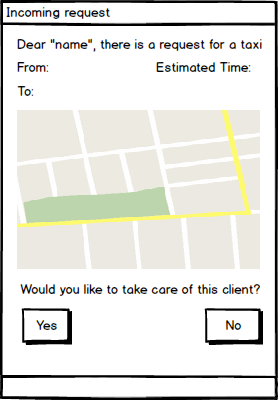 Incoming request
Dear "name", there is a request for a taxi
From: Estimated Time:
To:
Would you like to take care of this client?
Yes No